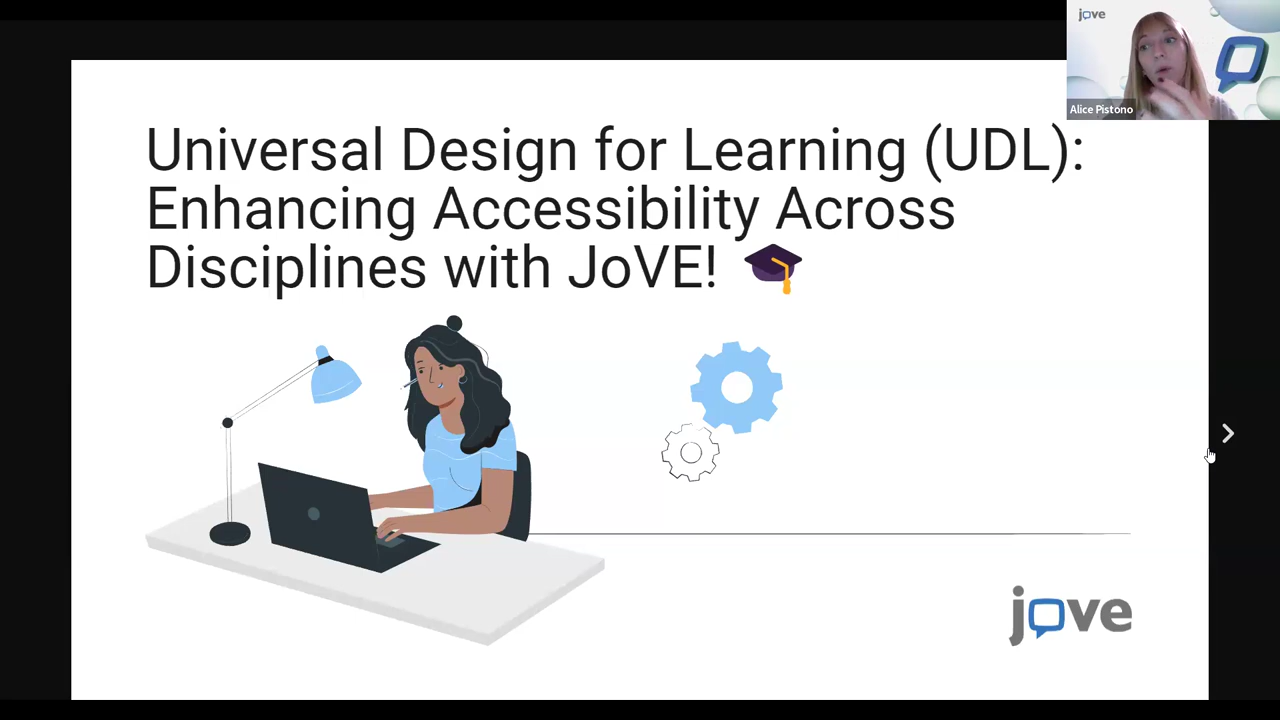 jove
Alice Pistono
Universal Design for Learning (UDL):
Enhancing Accessibility Across
Disciplines with JoVE!
jove